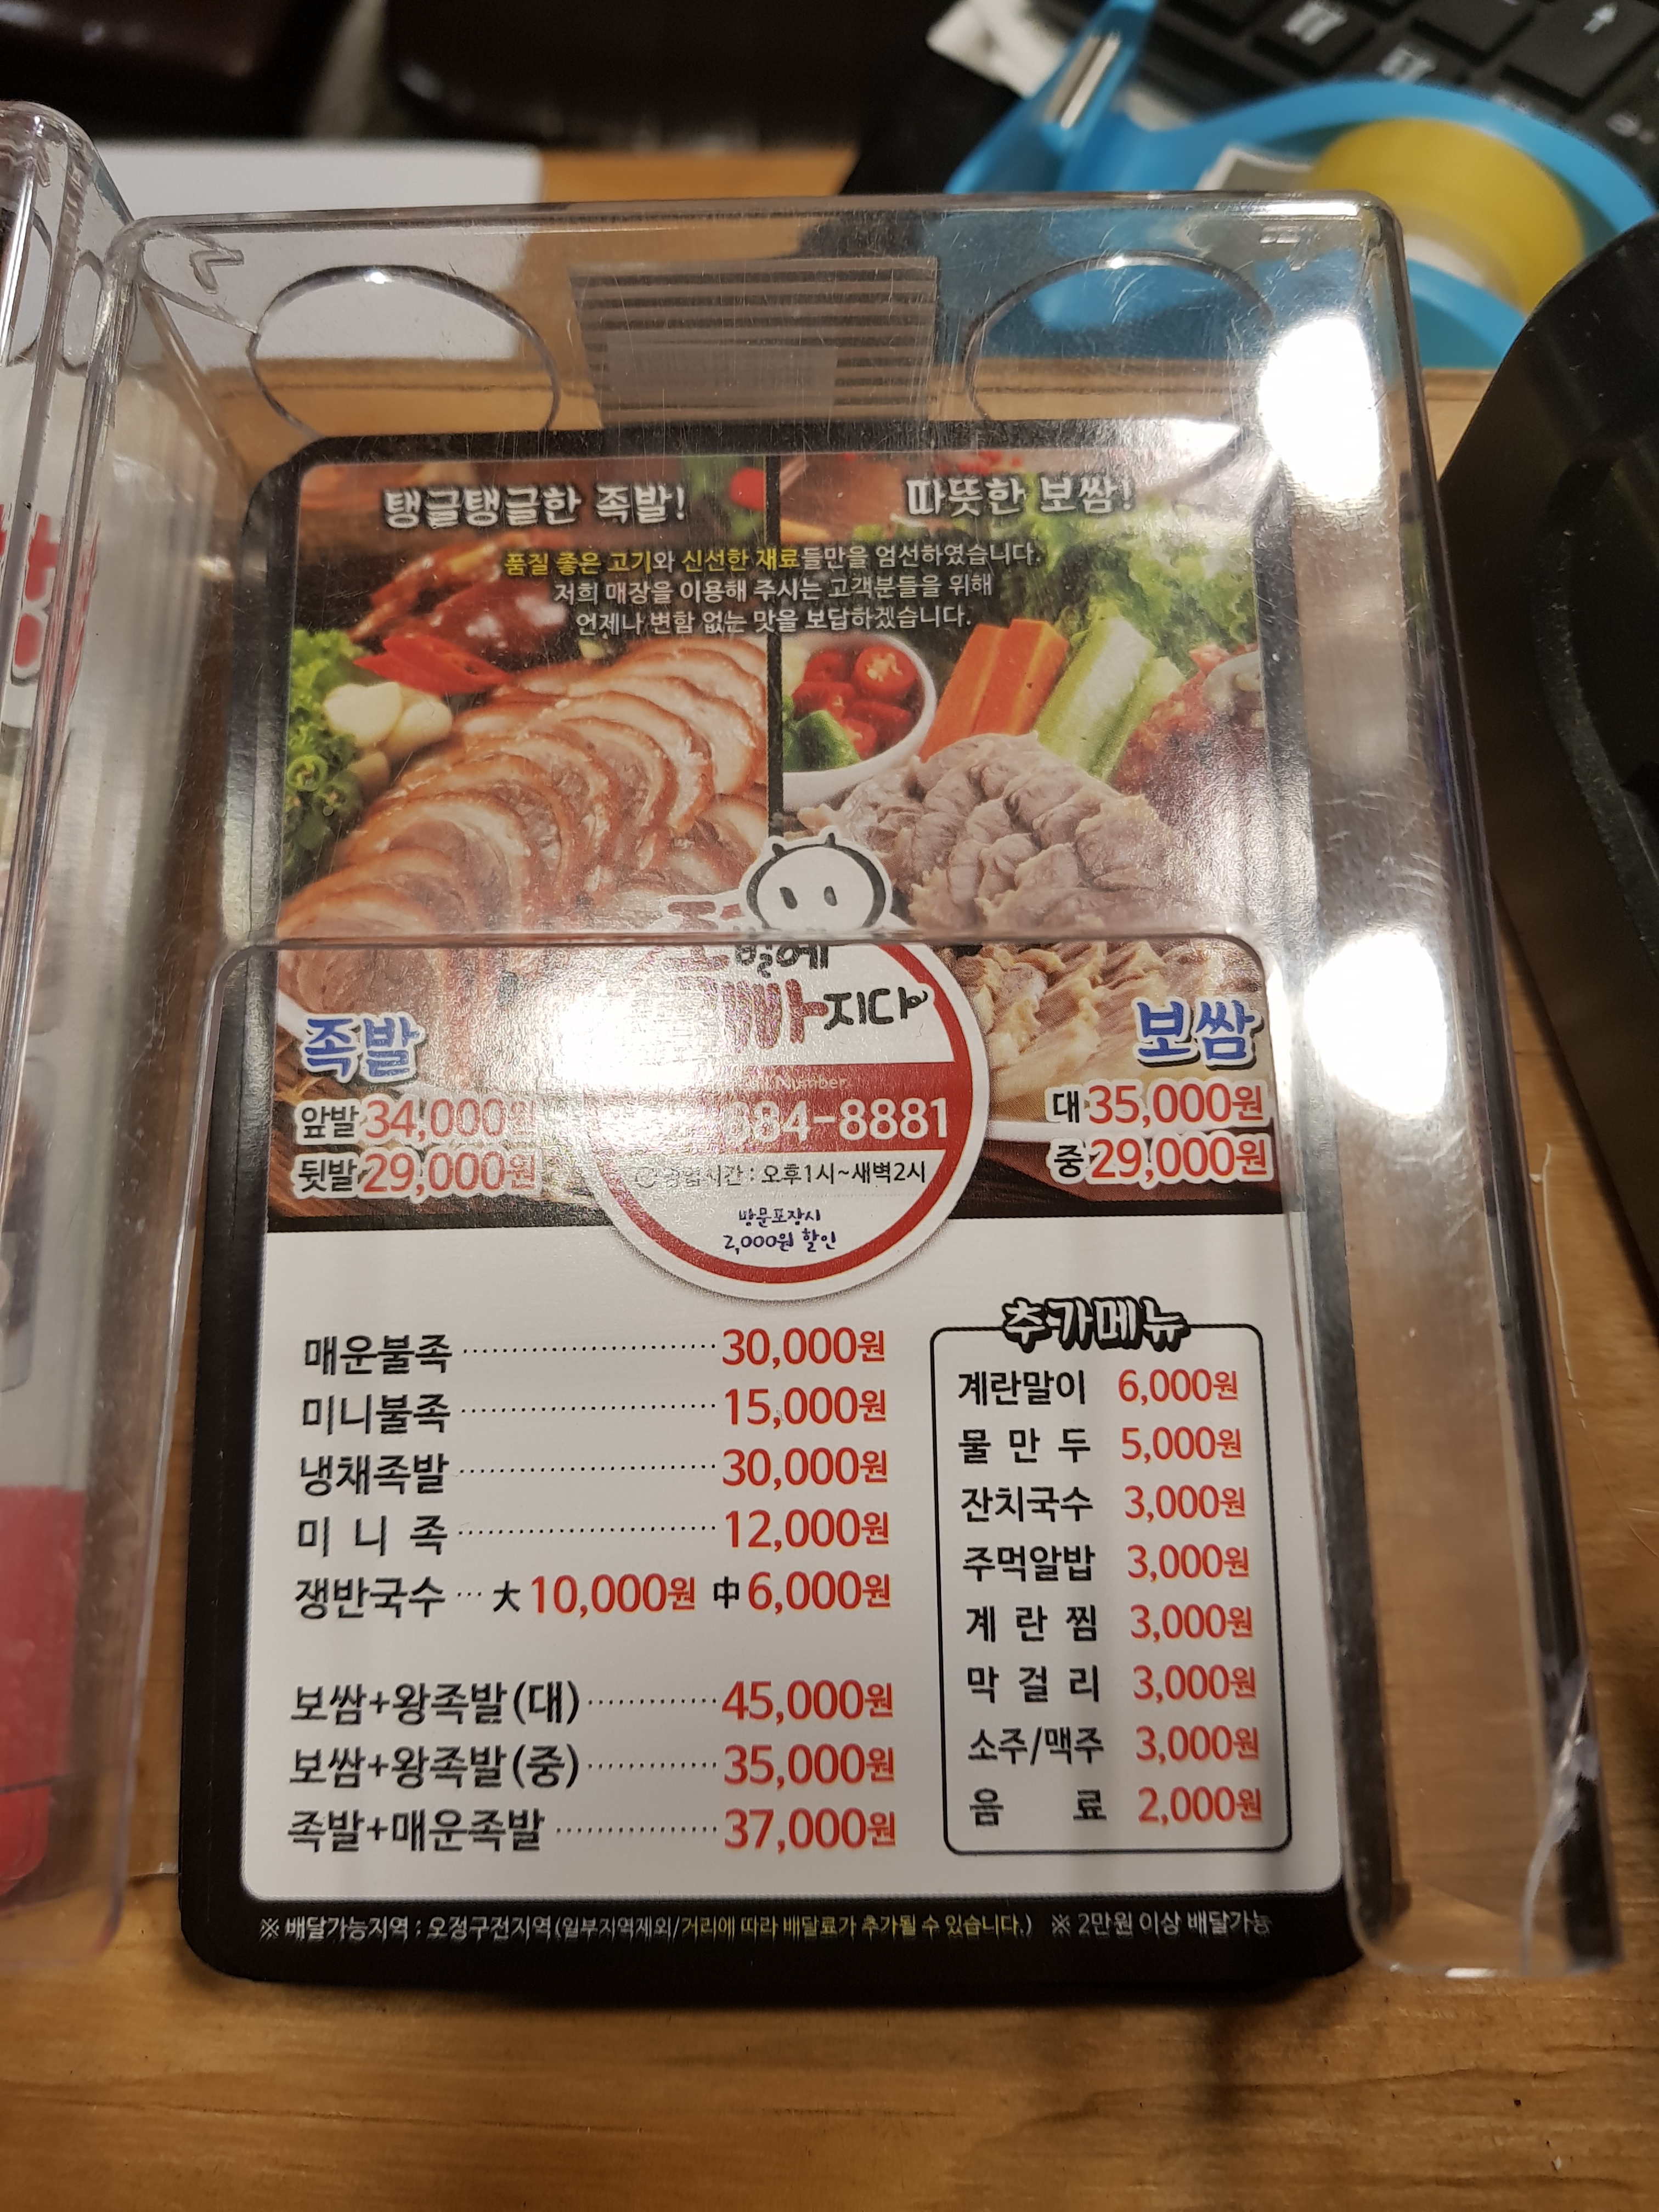 탱글탱글한 족발!
따뜻한 보쌈!
품질 좋은 고기와 신선한 재료들만을 엄선하였습니다.
저희 매장을 이용해 주시는 고객분들을 위해
언제나 변함 없는 맛을 보답하겠습니다.
족발에
빠지다
Number
884-8881
영업시간 : 오후1시~새벽2시
방문포장시
2,000원 할인
족발
앞발 34,000원
뒷발 29,000원
보쌈
대 35,000원
중 29,000원
매운불족 30,000원
미니불족 15,000원
냉채족발 30,000원
미 니 족 12,000원
쟁반국수 ··· 大 10,000원 中 6,000원
보쌈+왕족발(대) 45,000원
보쌈+왕족발(중) 35,000원
족발+매운족발 37,000원
추가메뉴
계란말이 6,000원
물 만 두 5,000원
잔치국수 3,000원
주먹알밥 3,000원
계 란 찜 3,000원
막 걸 리 3,000원
소주/맥주 3,000원
음 료 2,000원
※ 배달가능지역 : 오정구전지역(일부지역제외/거리에 따라 배달료가 추가될 수 있습니다.) ※ 2만원 이상 배달가능